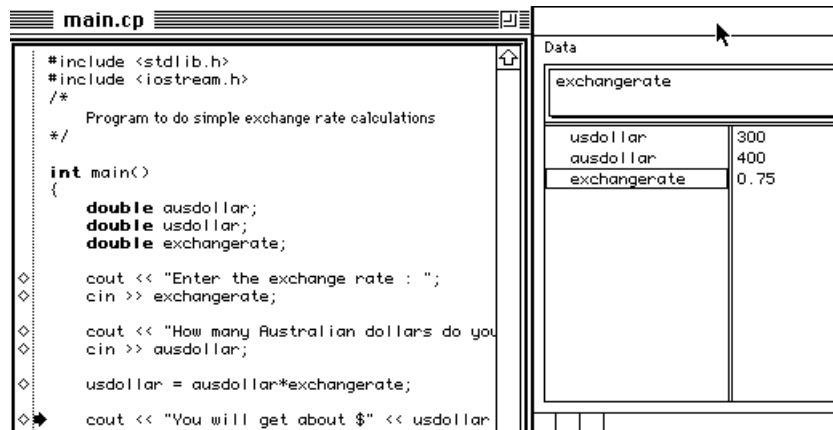 main.cp
#include <stdlib.h>
#include <iostream.h>
/*
Program to do simple exchange rate calculations
*/
int main()
{
double ausdollar;
double usdollar;
double exchangerate;
cout << "Enter the exchange rate : ";
cin >> exchangerate;
cout << "How many Australian dollars do you
cin >> ausdollar;
usdollar = ausdollar*exchangerate;
cout << "You will get about $" << usdollar
Data
exchangerate
usdollar 300
ausdollar 400
exchangerate 0.75